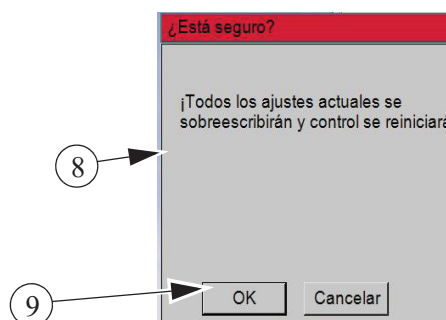 ¿Está seguro?
¡Todos los ajustes actuales se
sobreescribirán y control se reiniciará
8
9
OK
Cancelar